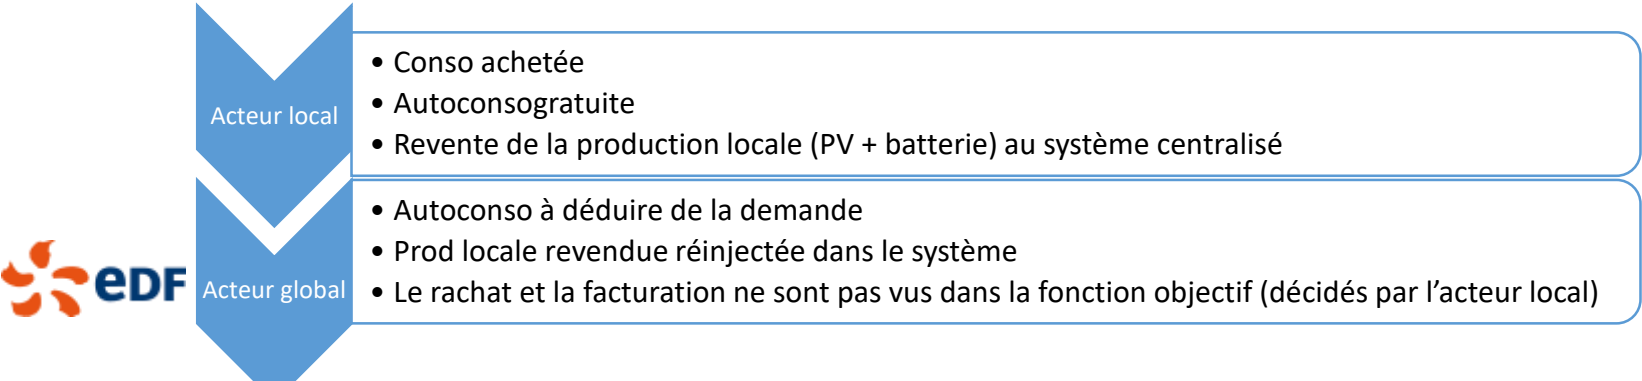 Acteur local
• Conso achetée
• Autoconsogratuite
• Revente de la production locale (PV + batterie) au système centralisé
eDF
Acteur global
• Autoconso à déduire de la demande
• Prod locale revendue réinjectée dans le système
• Le rachat et la facturation ne sont pas vus dans la fonction objectif (décidés par l’acteur local)